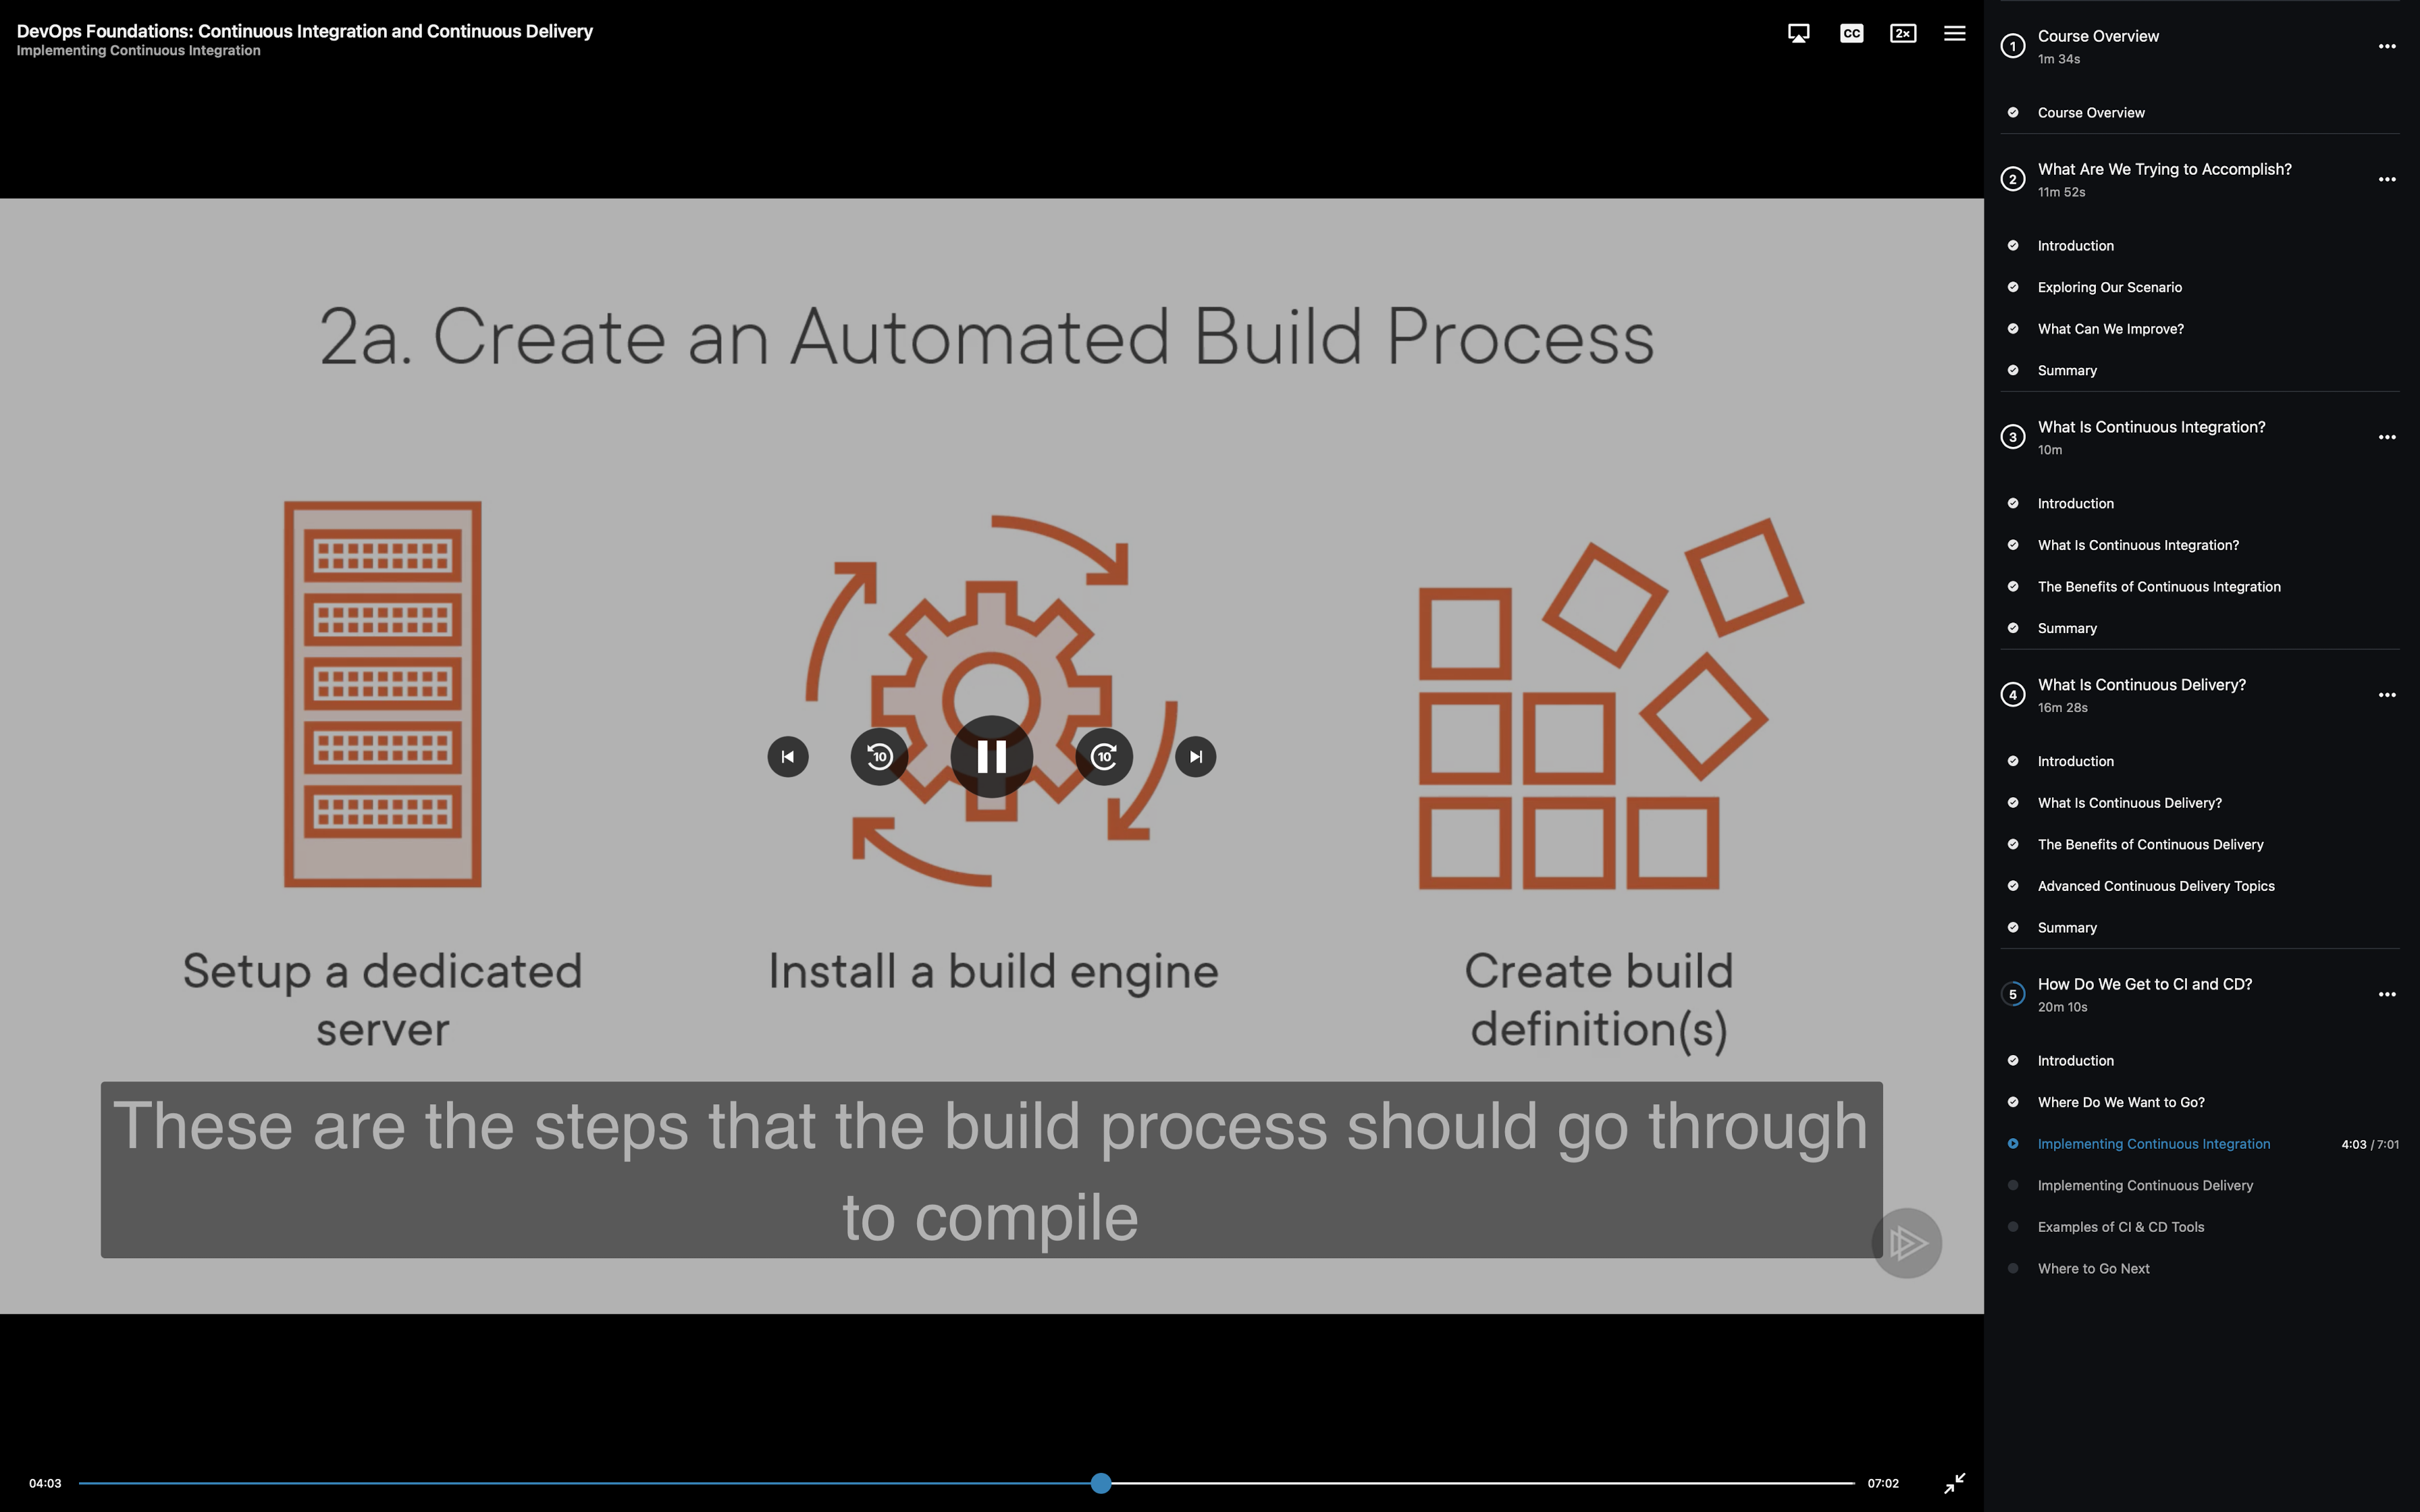 DevOps Foundations: Continuous Integration and Continuous Delivery
Implementing Continuous Integration
CC
2×
2a. Create an Automated Build Process
Setup a dedicated
server
Install a build engine
Create build
definition(s)
10
10
These are the steps that the build process should go through
to compile
04:03
07:02
1
Course Overview
1m 34s
Course Overview
2
What Are We Trying to Accomplish?
11m 52s
Introduction
Exploring Our Scenario
What Can We Improve?
Summary
3
What Is Continuous Integration?
10m
Introduction
What Is Continuous Integration?
The Benefits of Continuous Integration
Summary
4
What Is Continuous Delivery?
16m 28s
Introduction
What Is Continuous Delivery?
The Benefits of Continuous Delivery
Advanced Continuous Delivery Topics
Summary
5
How Do We Get to CI and CD?
20m 10s
Introduction
Where Do We Want to Go?
Implementing Continuous Integration 4:03 / 7:01
Implementing Continuous Delivery
Examples of CI & CD Tools
Where to Go Next